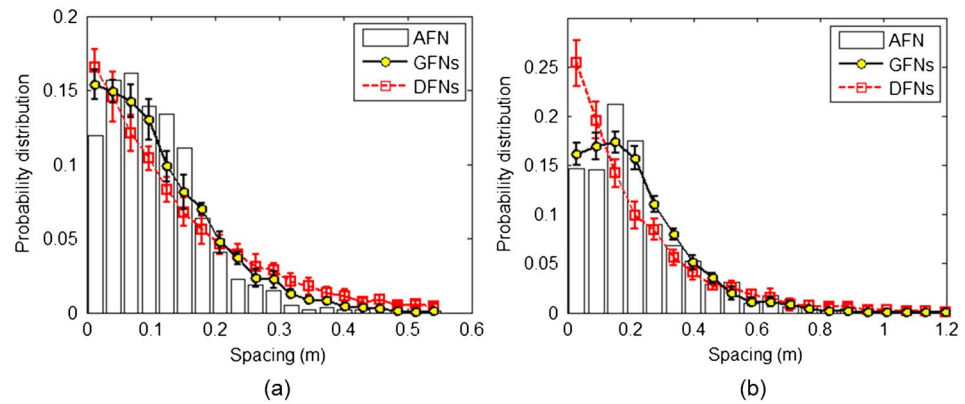 0.2
0.15
0.1
0.05
0
Probability distribution
AFN
GFNs
DFNs
0 0.1 0.2 0.3 0.4 0.5 0.6
Spacing (m)
(a)
0.25
0.20
0.15
0.10
0.05
0
Probability distribution
AFN
GFNs
DFNs
0 0.2 0.4 0.6 0.8 1 1.2
Spacing (m)
(b)